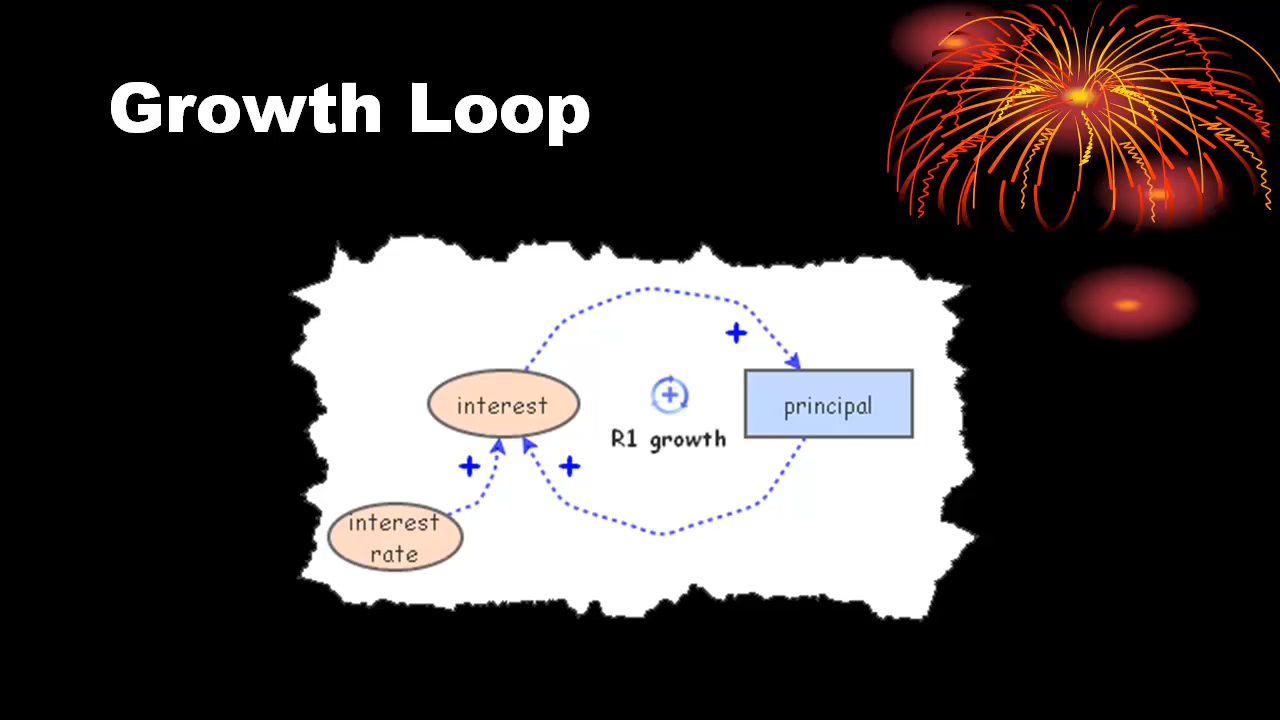 Growth Loop
+
interest
+
principal
R1 growth
+
+
interest
rate